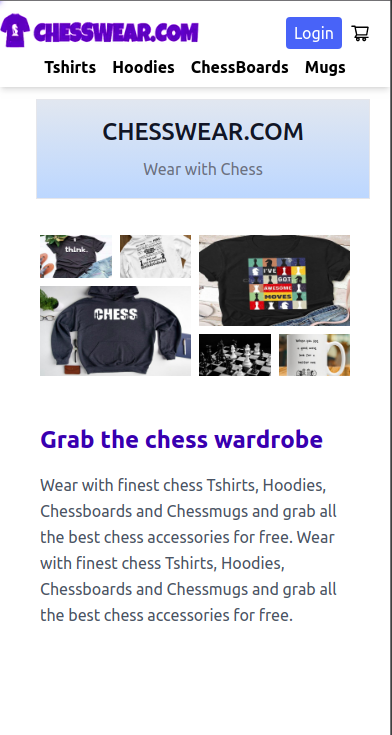 CHESSWEAR.COM
Login
Tshirts Hoodies ChessBoards Mugs
CHESSWEAR.COM
Wear with Chess
think.
I'VE
GOT
AWESOME
MOVES
CHESS
Grab the chess wardrobe
Wear with finest chess Tshirts, Hoodies,
Chessboards and Chessmugs and grab all
the best chess accessories for free. Wear
with finest chess Tshirts, Hoodies,
Chessboards and Chessmugs and grab all
the best chess accessories for free.